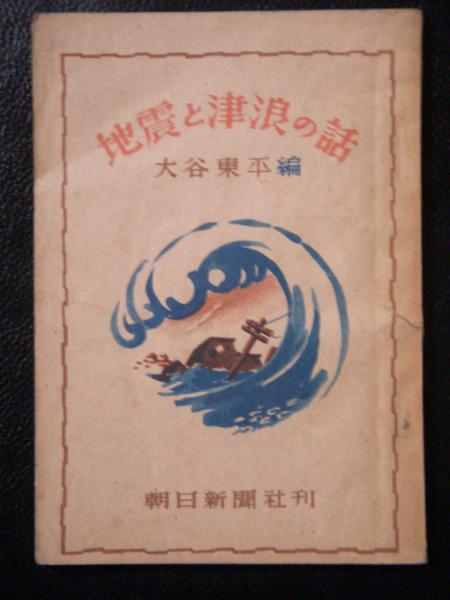 地震と津浪の話
大谷東平編
朝日新聞社刊